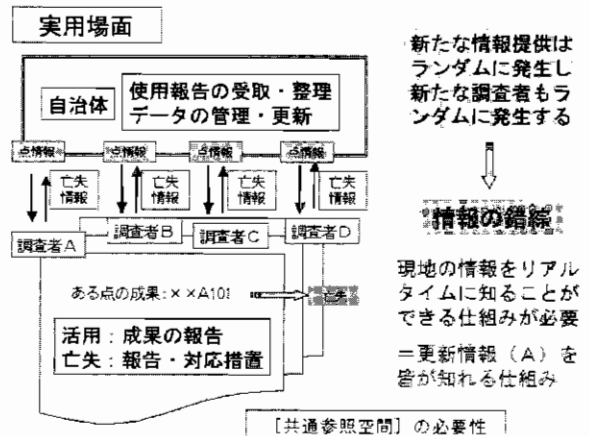 実用場面
自治体
使用報告の受取・整理
データの管理・更新
点情報
点情報
点情報
点情報
亡失
情報
亡失
情報
亡失
情報
亡失
情報
調査者A
調査者B
調査者C
調査者D
ある点の成果：××A101
亡失
活用：成果の報告
亡失：報告・対応措置
新たな情報提供は
ランダムに発生し
新たな調査者もラ
ンダムに発生する
情報の錯綜
現地の情報をリアル
タイムに知ることが
できる仕組みが必要
＝更新情報（A）を
皆が知れる仕組み
［共通参照空間］の必要性